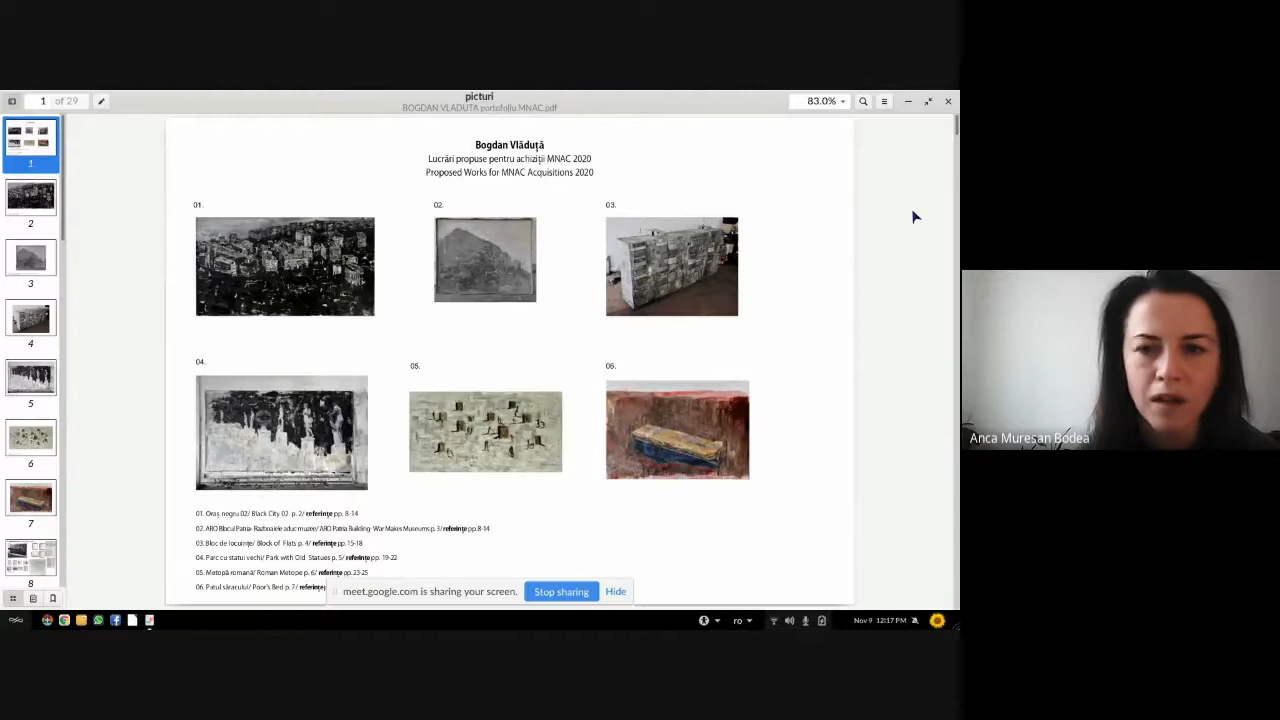 picturi
BOGDAN VLADUTA portofoliu MNAC.pdf
1 of 29
83.0%
Bogdan Vlăduță
Lucrări propuse pentru achiziții MNAC 2020
Proposed Works for MNAC Acquisitions 2020
01.
02.
03.
04.
05.
06.
01. Oraș negru 02/ Black City 02 p. 2/ referințe pp. 8-14
02. ARO Blocul Patria- Razboaiele aduc muzee/ ARO Patria Building- War Makes Museums p. 3/ referințe pp.8-14
03. Bloc de locuințe/ Block of Flats p. 4/ referințe pp. 15-18
04. Parc cu statui vechi/ Park with Old Statues p. 5/ referințe pp. 19-22
05. Metopă romană/ Roman Metope p. 6/ referințe pp. 23-25
06. Patul săracului/ Poor's Bed p. 7/ referințe
1
2
3
4
5
6
7
8
meet.google.com is sharing your screen.
Stop sharing
Hide
ro
Nov 9 12:17 PM
Anca Muresan Bodea